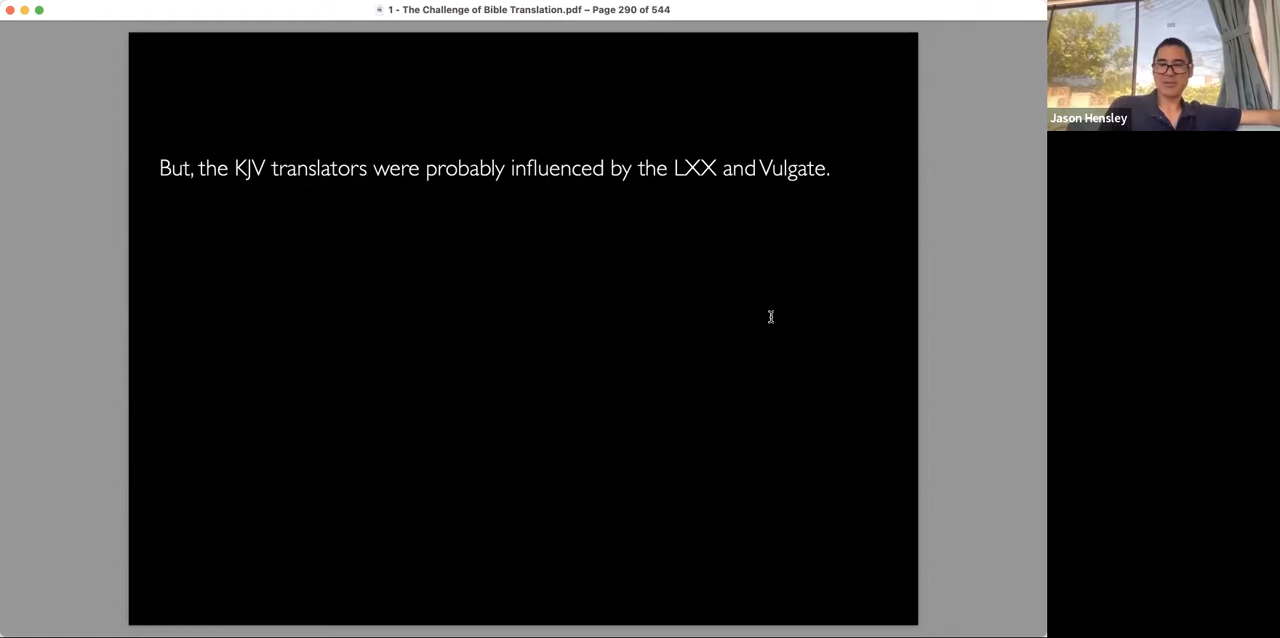 1 - The Challenge of Bible Translation.pdf – Page 290 of 544
But, the KJV translators were probably influenced by the LXX and Vulgate.
Jason Hensley